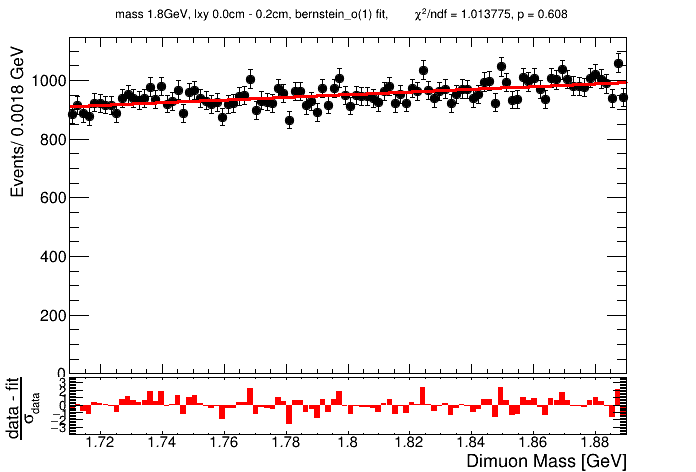 mass 1.8GeV, lxy 0.0cm - 0.2cm, bernstein_o(1) fit, χ²/ndf = 1.013775, p = 0.608
Events/ 0.0018 GeV
1000
800
600
400
200
0
data - fit
σdata
3
2
1
0
−1
−2
−3
1.72 1.74 1.76 1.78 1.8 1.82 1.84 1.86 1.88
Dimuon Mass [GeV]